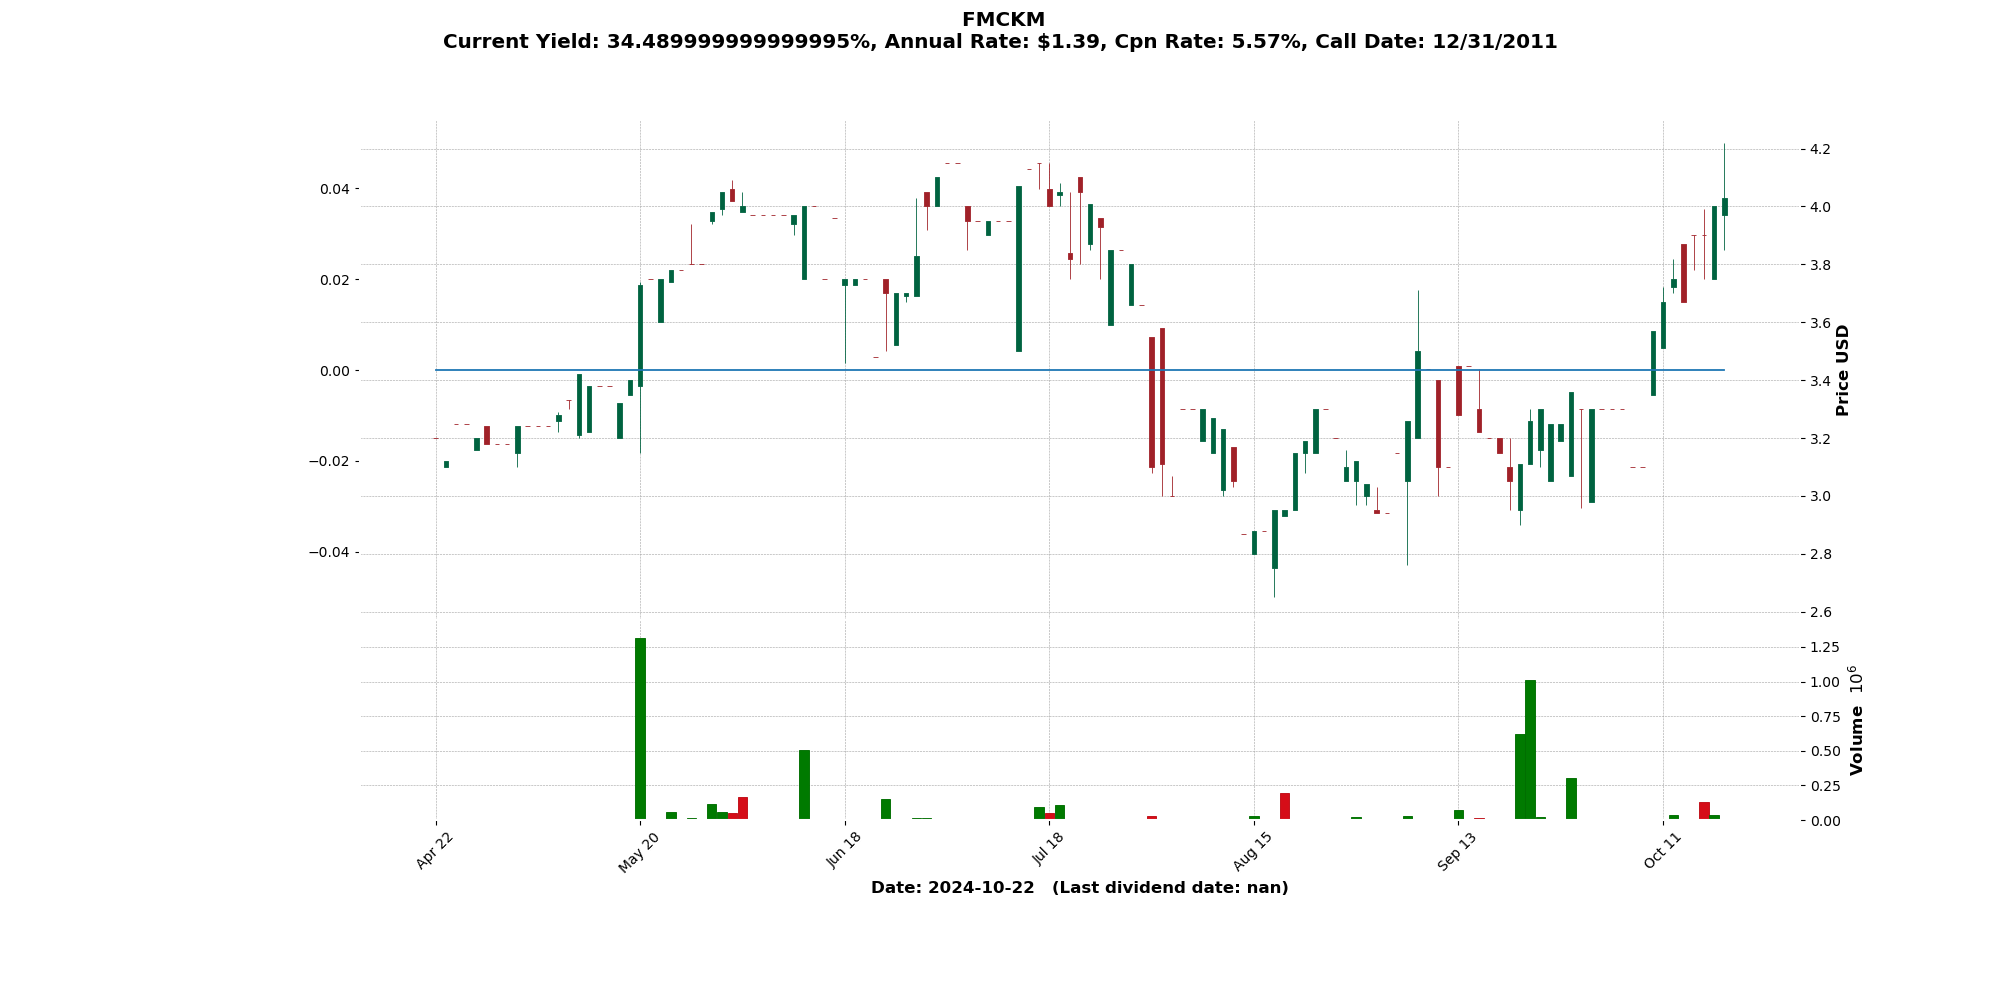 FMCKM
Current Yield: 34.489999999999995%, Annual Rate: $1.39, Cpn Rate: 5.57%, Call Date: 12/31/2011
0.04
0.02
0.00
−0.02
−0.04
4.2
4.0
3.8
3.6
3.4
3.2
3.0
2.8
2.6
Price USD
1.25
1.00
0.75
0.50
0.25
0.00
Volume 10^6
Apr 22
May 20
Jun 18
Jul 18
Aug 15
Sep 13
Oct 11
Date: 2024-10-22 (Last dividend date: nan)